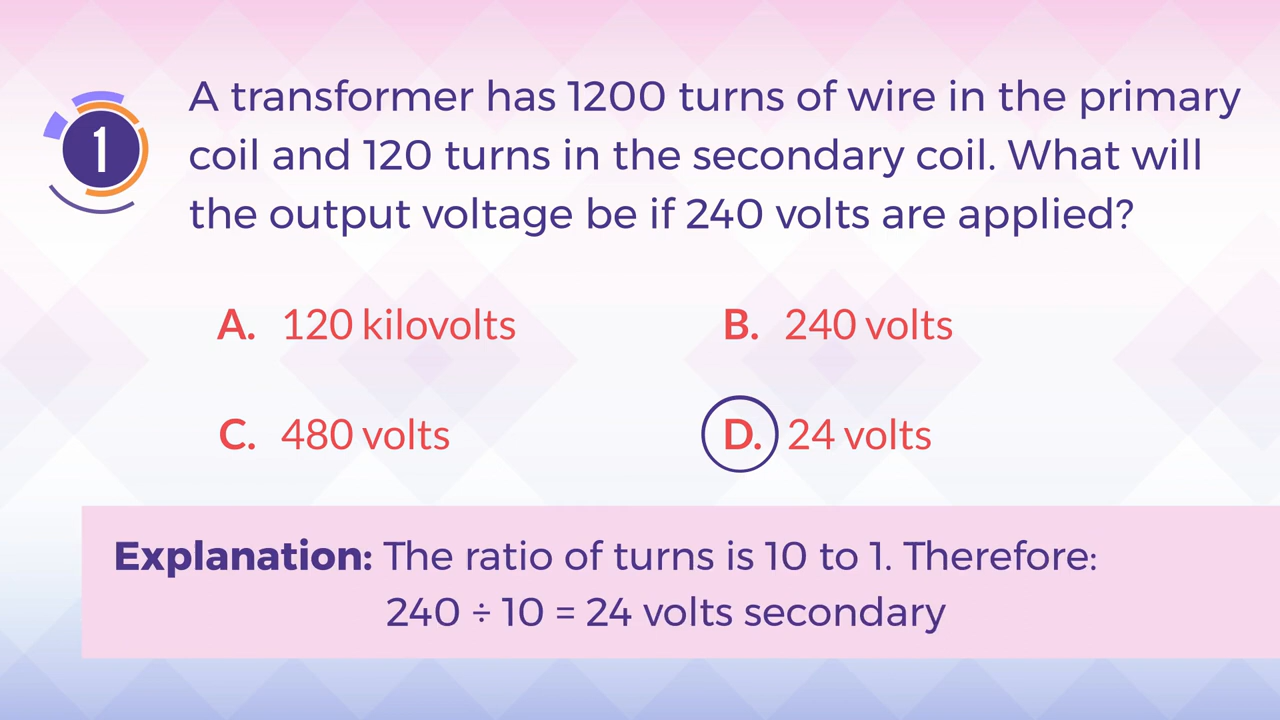 1
A transformer has 1200 turns of wire in the primary
coil and 120 turns in the secondary coil. What will
the output voltage be if 240 volts are applied?
A. 120 kilovolts
B. 240 volts
C. 480 volts
D. 24 volts
Explanation: The ratio of turns is 10 to 1. Therefore:
240 ÷ 10 = 24 volts secondary